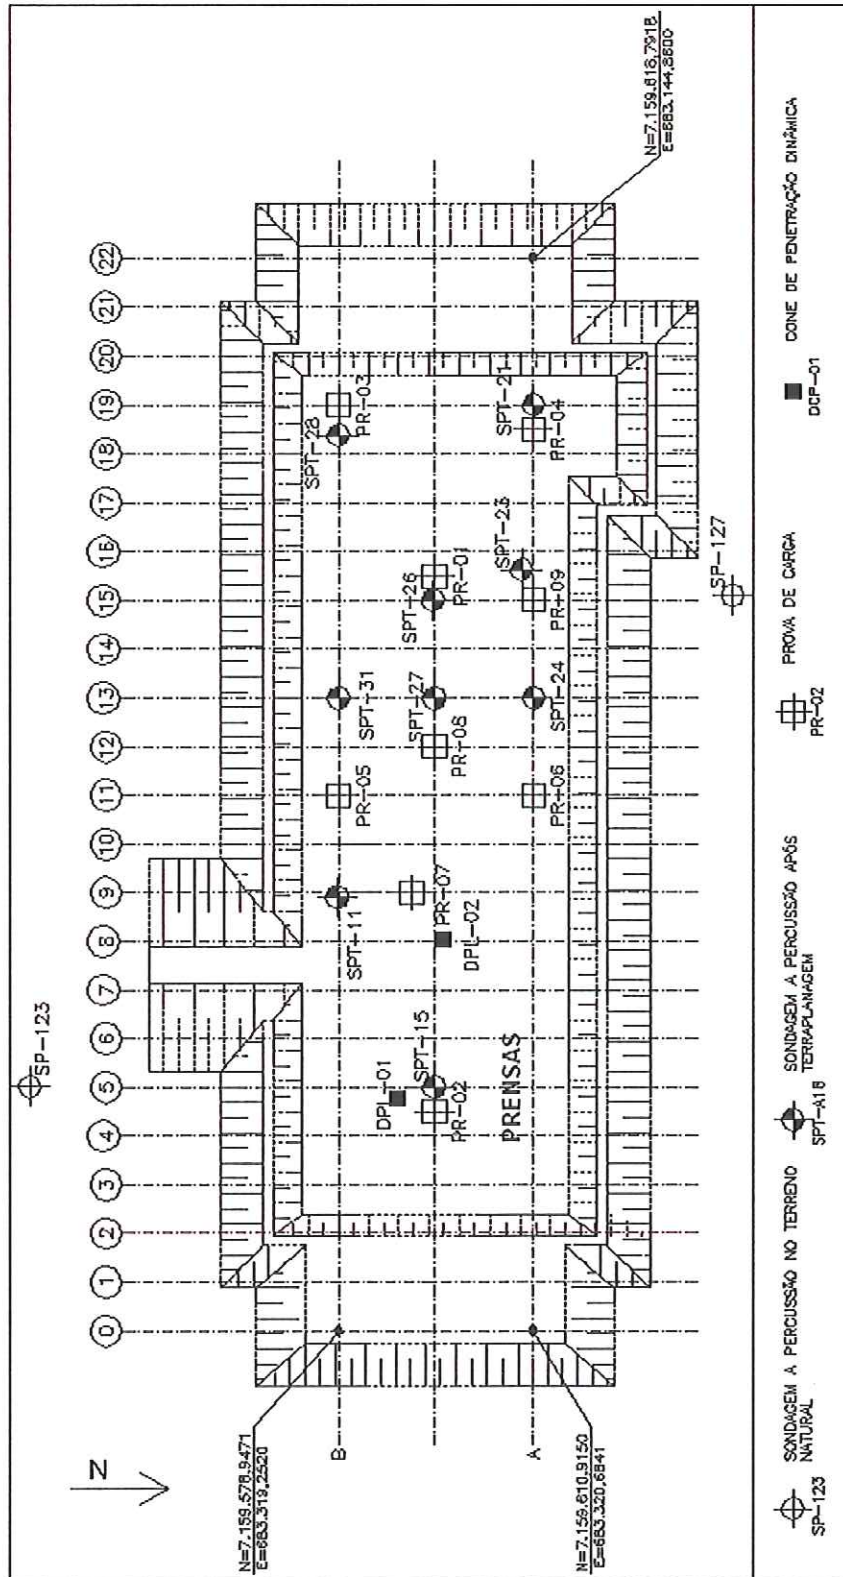 SP-123
22
21
20
19
18
17
16
15
14
13
12
11
10
9
8
7
6
5
4
3
2
1
0
N
N=7.159.578,9471
E=683.319,2520
N=7.159.610,9150
E=683.320,6841
N=7.159.618,7918
E=683.144,8600
B
A
SPT-28
PR-03
SPT-21
PR-04
SPT-23
PR-09
SPT-26
PR-01
SPT-31
SPT-27
SPT-24
PR-08
PR-05
PR-06
SPT-11
PR-07
DPL-02
DPL-01
SPT-15
PR-02
PRENSAS
SP-127
SP-123
SONDAGEM A PERCUSSÃO NO TERRENO
NATURAL
SPT-A18
SONDAGEM A PERCUSSÃO APÓS
TERRAPLANAGEM
PR-02
PROVA DE CARGA
DCP-01
CONE DE PENETRAÇÃO DINÂMICA